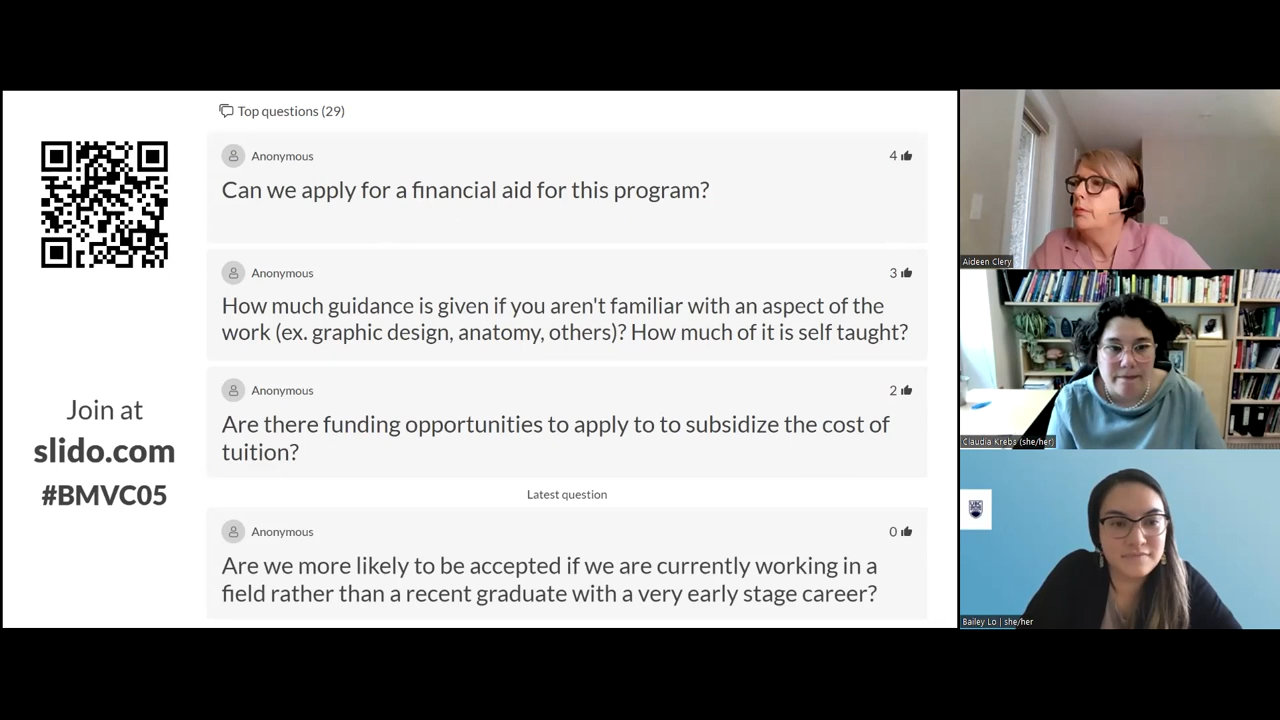 Top questions (29)
Anonymous
4
Can we apply for a financial aid for this program?
Anonymous
3
How much guidance is given if you aren't familiar with an aspect of the
work (ex. graphic design, anatomy, others)? How much of it is self taught?
Anonymous
2
Are there funding opportunities to apply to to subsidize the cost of
tuition?
Latest question
Anonymous
0
Are we more likely to be accepted if we are currently working in a
field rather than a recent graduate with a very early stage career?
Join at
slido.com
#BMVC05
Aideen Clery
Claudia Krebs (she/her)
UBC
Bailey Lo | she/her